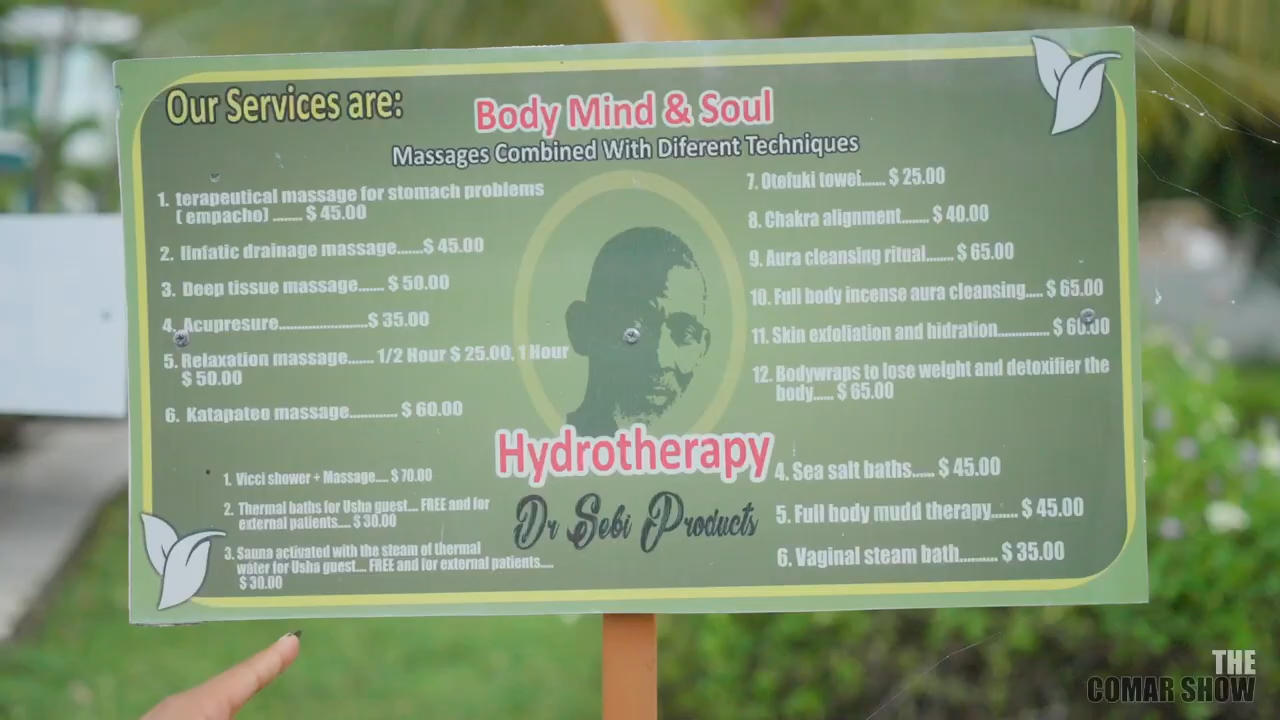 Our Services are:
Body Mind & Soul
Massages Combined With Diferent Techniques
1. terapeutical massage for stomach problems
( empacho) ........ $ 45.00
2. linfatic drainage massage.......$ 45.00
3. Deep tissue massage....... $ 50.00
4. Acupresure.........................$ 35.00
5. Relaxation massage....... 1/2 Hour $ 25.00, 1 Hour
$ 50.00
6. Katapateo massage............ $ 60.00
7. Otofuki towel....... $ 25.00
8. Chakra alignment........ $ 40.00
9. Aura cleansing ritual........ $ 65.00
10. Full body incense aura cleansing..... $ 65.00
11. Skin exfoliation and hidration............... $ 60.00
12. Bodywraps to lose weight and detoxifier the
body...... $ 65.00
Hydrotherapy
Dr Sebi Products
1. Vicci shower + Massage.... $ 70.00
2. Thermal baths for Usha guest.... FREE and for
external patients.... $ 30.00
3. Sauna activated with the steam of thermal
water for Usha guest.... FREE and for external patients.....
$ 30.00
4. Sea salt baths...... $ 45.00
5. Full body mudd therapy........ $ 45.00
6. Vaginal steam bath.......... $ 35.00
THE
COMAR SHOW